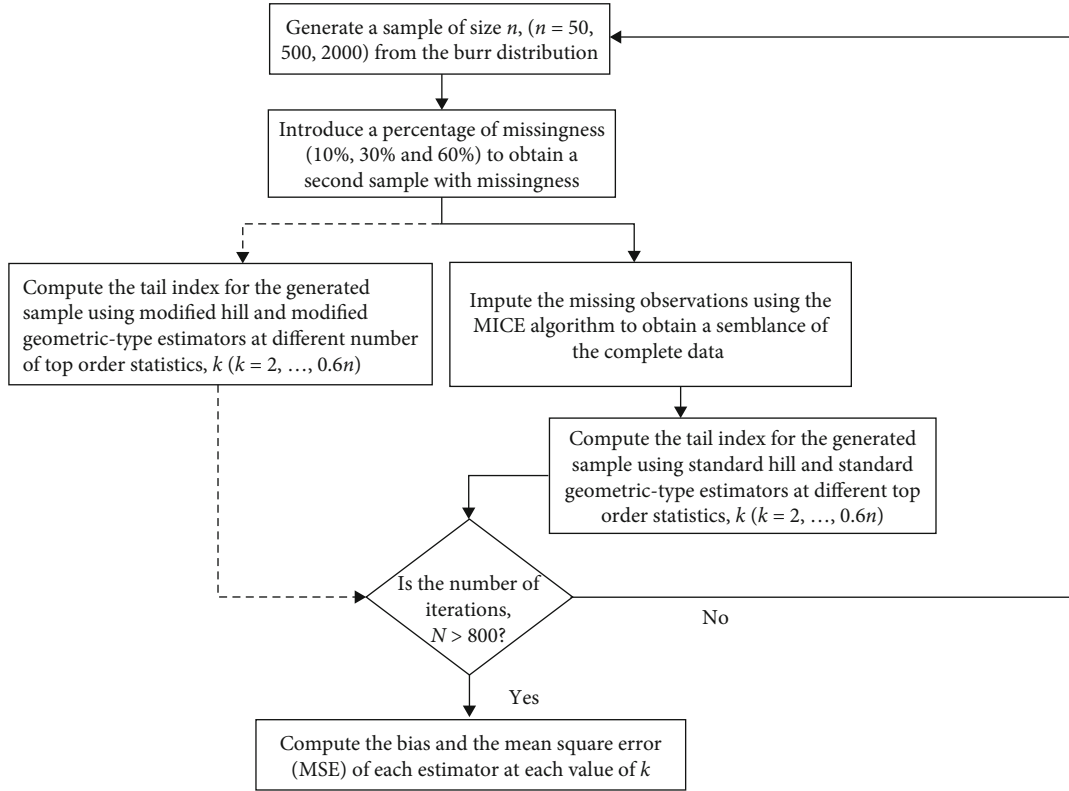 Generate a sample of size n, (n = 50,
500, 2000) from the burr distribution
Introduce a percentage of missingness
(10%, 30% and 60%) to obtain a
second sample with missingness
Compute the tail index for the generated
sample using modified hill and modified
geometric-type estimators at different number
of top order statistics, k (k = 2, …, 0.6n)
Impute the missing observations using the
MICE algorithm to obtain a semblance of
the complete data
Compute the tail index for the generated
sample using standard hill and standard
geometric-type estimators at different top
order statistics, k (k = 2, …, 0.6n)
Is the number of
iterations,
N > 800?
No
Yes
Compute the bias and the mean square error
(MSE) of each estimator at each value of k